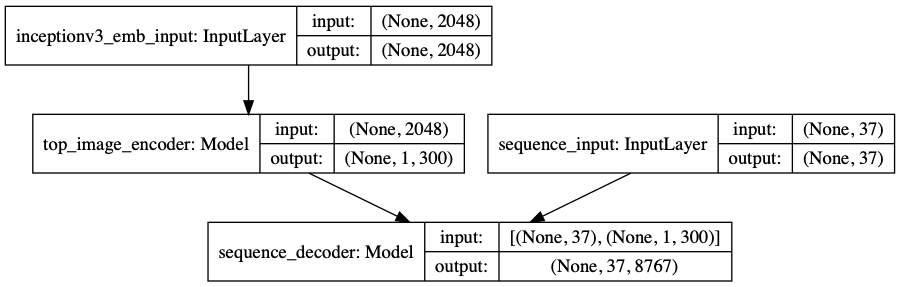 inceptionv3_emb_input: InputLayer
input: (None, 2048)
output: (None, 2048)
top_image_encoder: Model
input: (None, 2048)
output: (None, 1, 300)
sequence_input: InputLayer
input: (None, 37)
output: (None, 37)
sequence_decoder: Model
input: [(None, 37), (None, 1, 300)]
output: (None, 37, 8767)